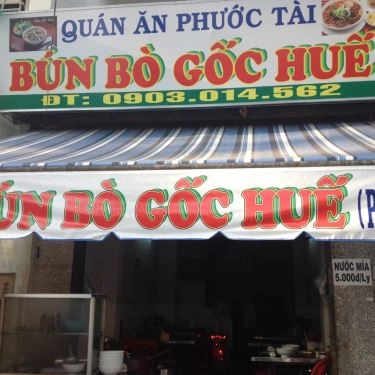 QUÁN ĂN PHƯỚC TÀI
BÚN BÒ GỐC HUẾ
ĐT: 0903.014.562
BÚN BÒ GỐC HUẾ (P
NƯỚC MÍA
5.000đ/Ly